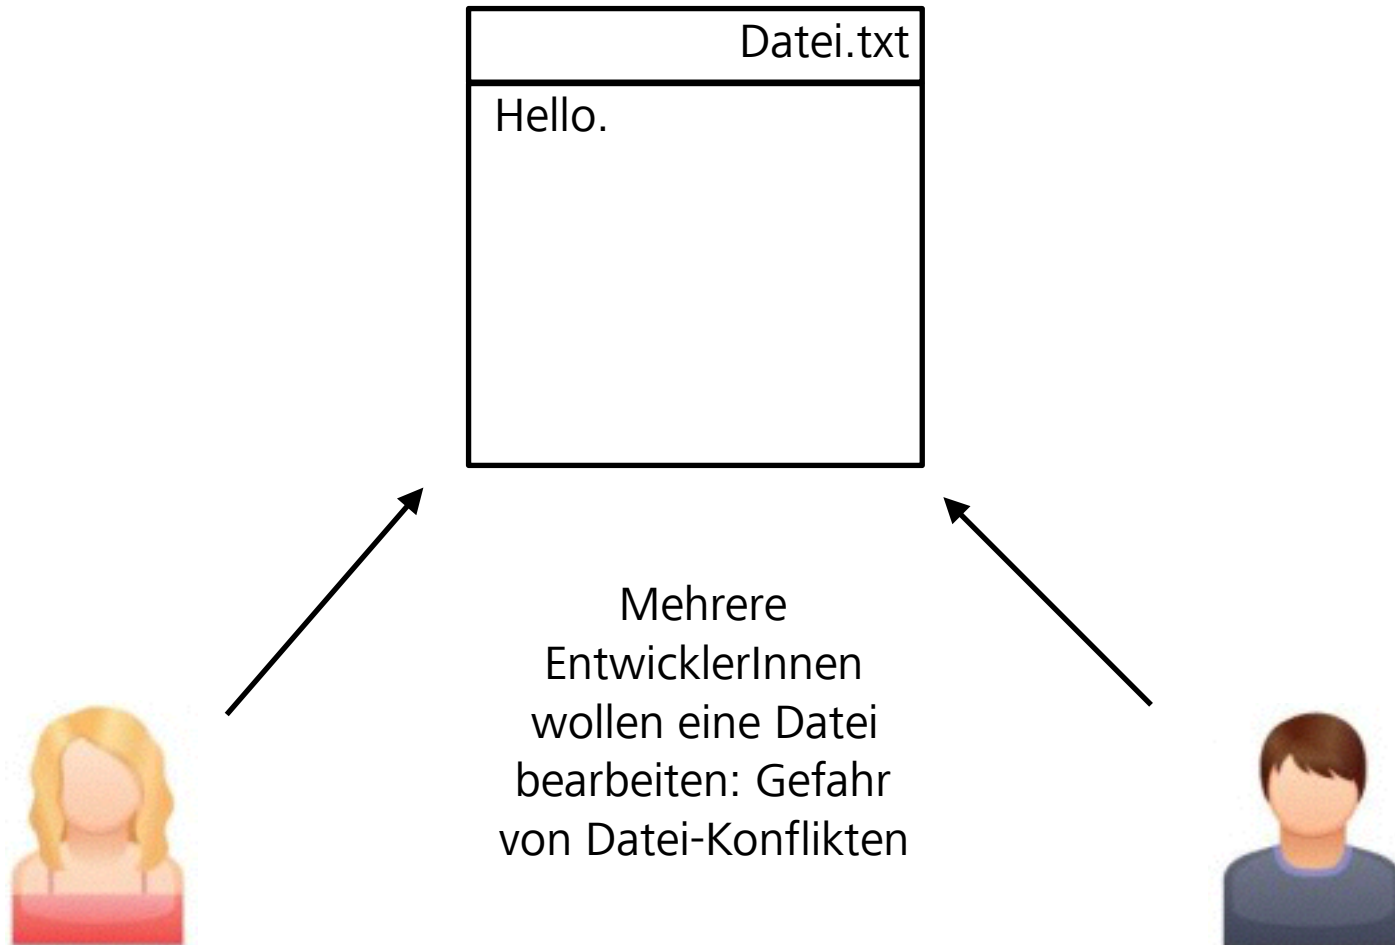 Datei.txt
Hello.
Mehrere
EntwicklerInnen
wollen eine Datei
bearbeiten: Gefahr
von Datei-Konflikten